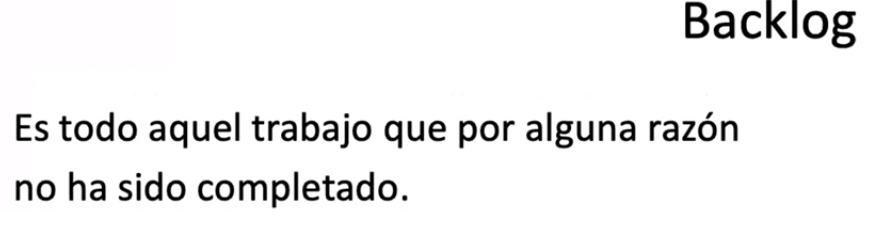 Backlog
Es todo aquel trabajo que por alguna razón
no ha sido completado.